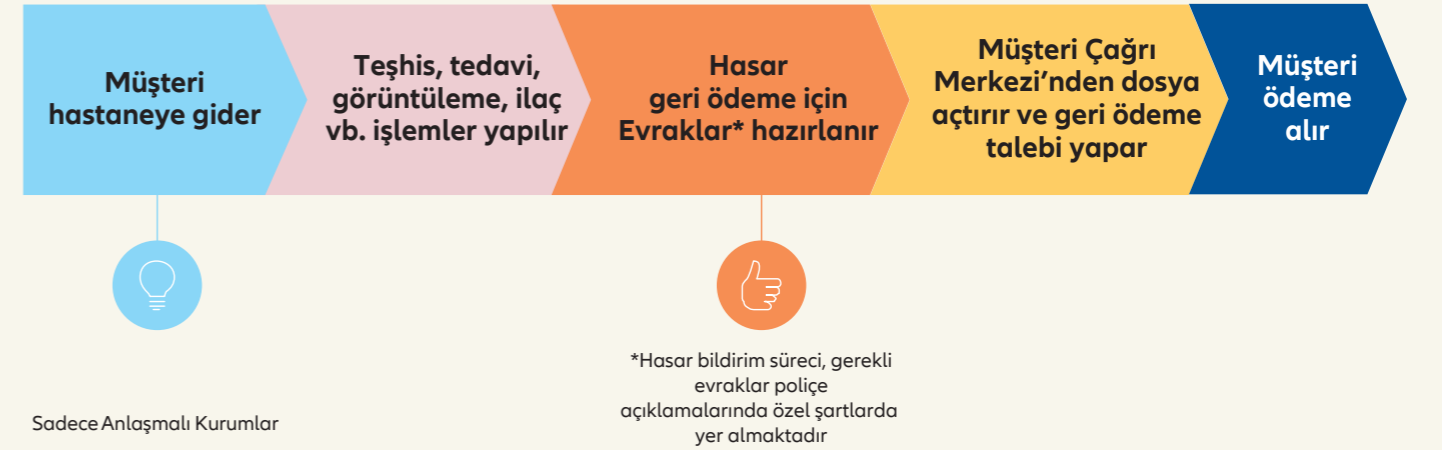 Müşteri
hastaneye gider
Teşhis, tedavi,
görüntüleme, ilaç
vb. işlemler yapılır
Hasar
geri ödeme için
Evraklar* hazırlanır
Müşteri Çağrı
Merkezi’nden dosya
açtırır ve geri ödeme
talebi yapar
Müşteri
ödeme
alır
Sadece Anlaşmalı Kurumlar
*Hasar bildirim süreci, gerekli
evraklar poliçe
açıklamalarında özel şartlarda
yer almaktadır